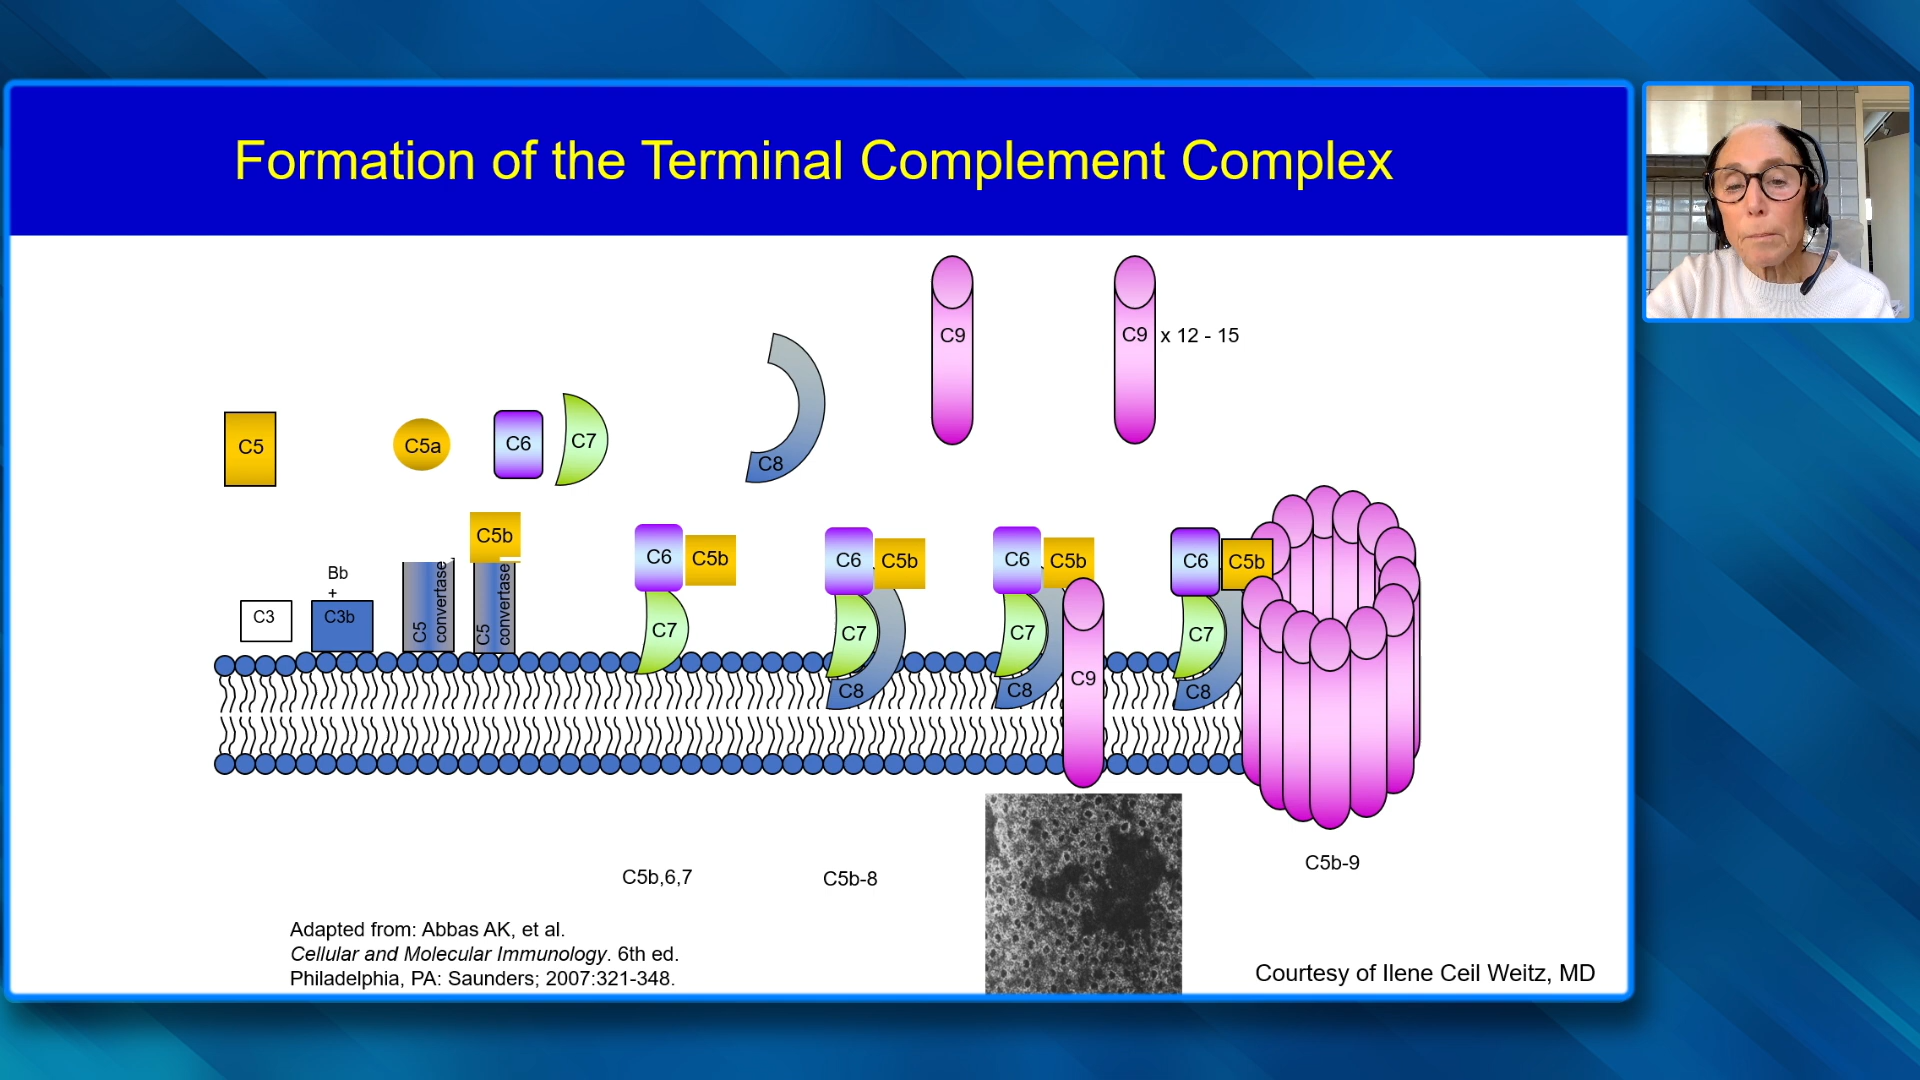 Formation of the Terminal Complement Complex
C9
C9 x 12 - 15
C8
C5
C5a
C6
C7
C5b
C6
C5b
C6
C5b
C6
C5b
C6
C5b
Bb
+
C3
C3b
C5 convertase
C5 convertase
C7
C7
C7
C7
C8
C8
C9
C8
C5b,6,7
C5b-8
C5b-9
Adapted from: Abbas AK, et al.
Cellular and Molecular Immunology. 6th ed.
Philadelphia, PA: Saunders; 2007:321-348.
Courtesy of Ilene Ceil Weitz, MD